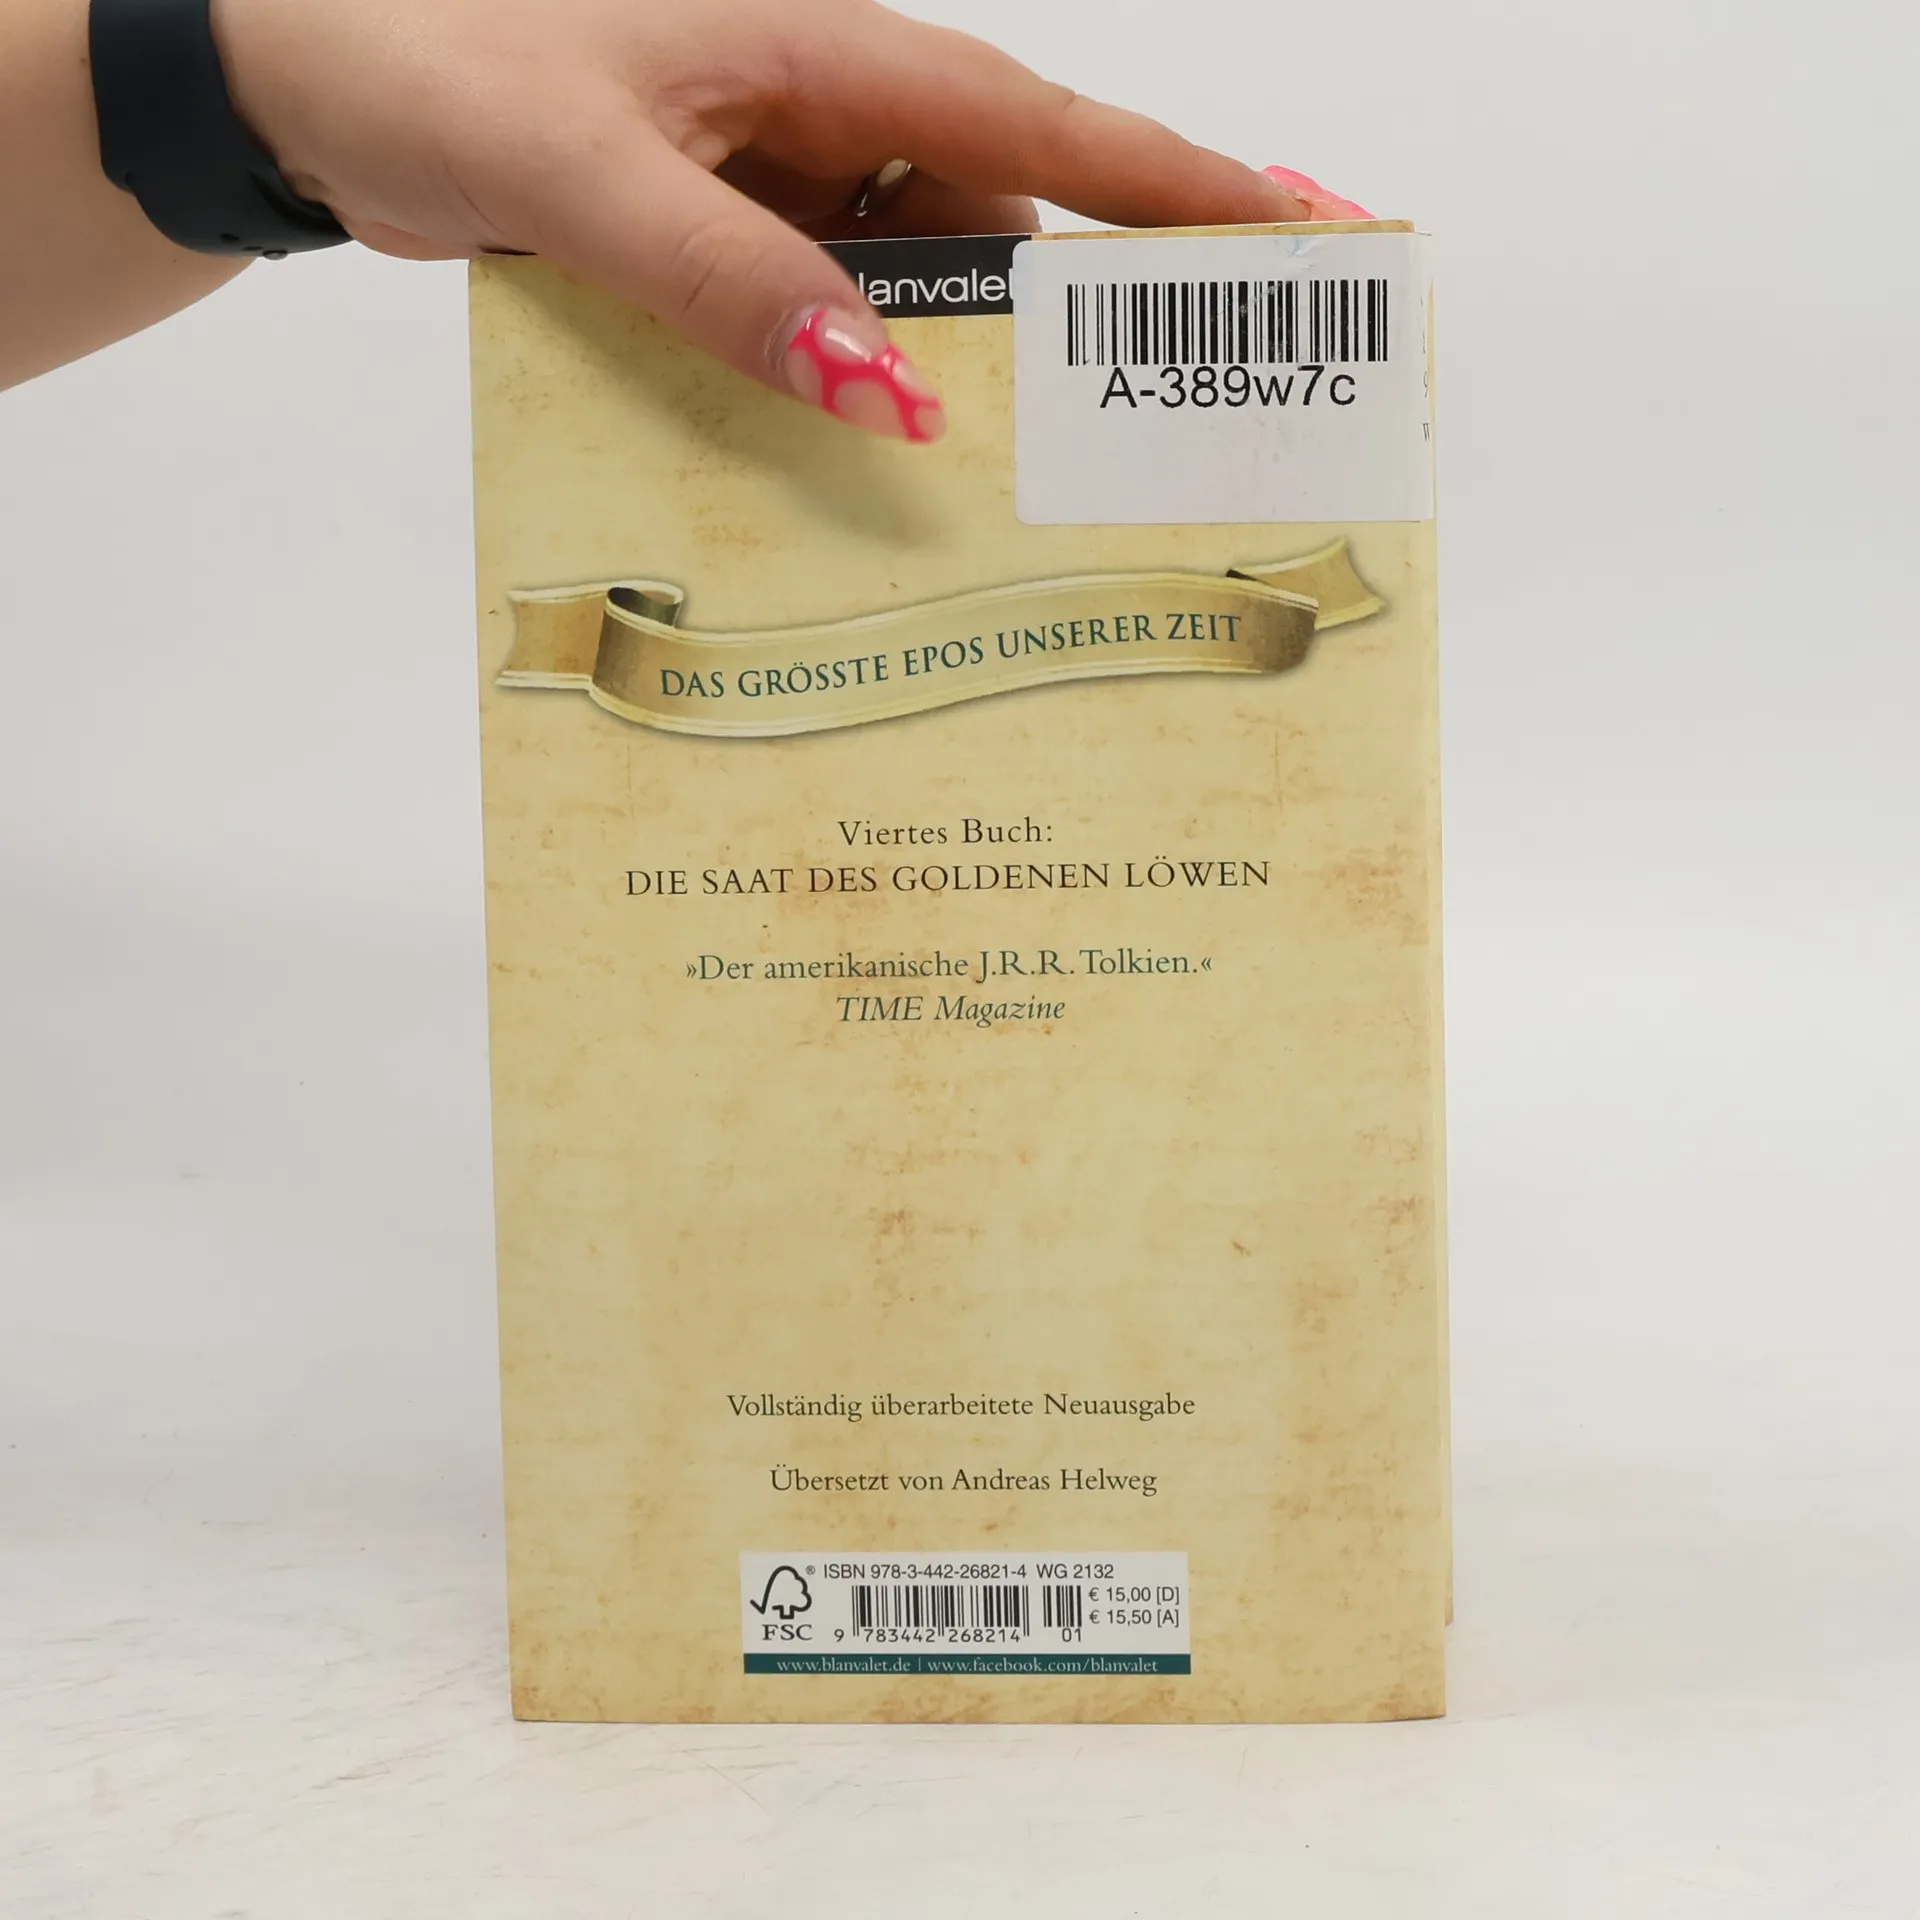 lanvalet
A-389w7c
DAS GRÖSSTE EPOS UNSERER ZEIT
Viertes Buch:
DIE SAAT DES GOLDENEN LÖWEN
»Der amerikanische J.R.R. Tolkien.«
TIME Magazine
Vollständig überarbeitete Neuausgabe
Übersetzt von Andreas Helweg
® ISBN 978-3-442-26821-4 WG 2132
€ 15,00 [D]
€ 15,50 [A]
FSC
9 783442 268214 01
www.blanvalet.de | www.facebook.com/blanvalet